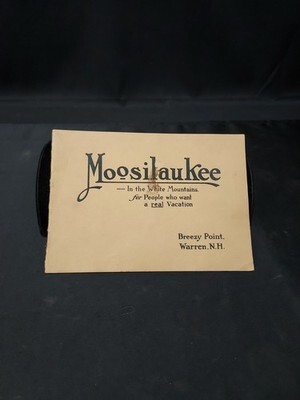 Moosilaukee
— In the White Mountains.
for People who want
a real Vacation
Breezy Point,
Warren, N.H.